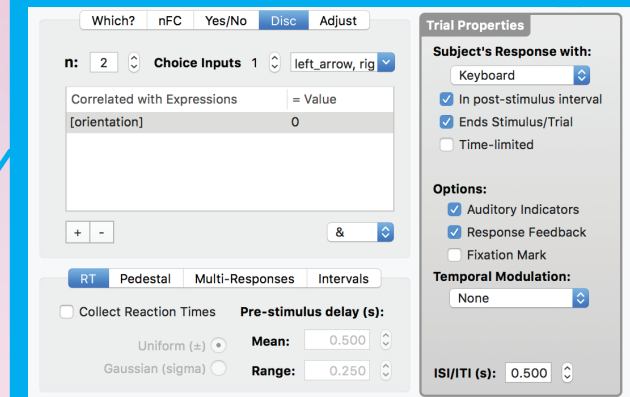 Which? nFC Yes/No Disc Adjust
n: 2 Choice Inputs 1 left_arrow, rig
Correlated with Expressions = Value
[orientation] 0
+ - &
RT Pedestal Multi-Responses Intervals
Collect Reaction Times Pre-stimulus delay (s):
Uniform (±) Mean: 0.500
Gaussian (sigma) Range: 0.250
Trial Properties
Subject's Response with:
Keyboard
In post-stimulus interval
Ends Stimulus/Trial
Time-limited
Options:
Auditory Indicators
Response Feedback
Fixation Mark
Temporal Modulation:
None
ISI/ITI (s): 0.500